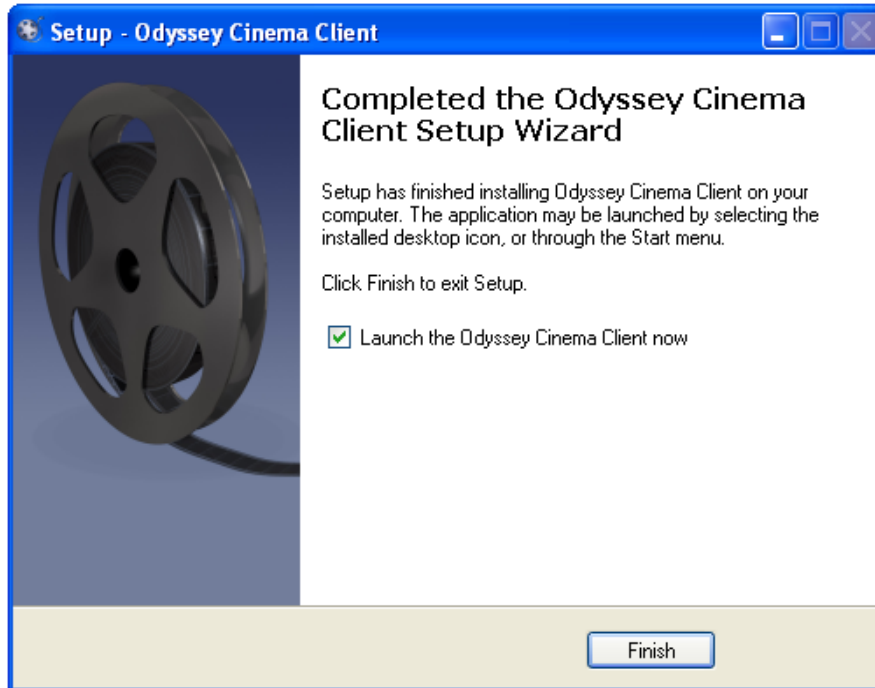 Setup - Odyssey Cinema Client
Completed the Odyssey Cinema
Client Setup Wizard
Setup has finished installing Odyssey Cinema Client on your
computer. The application may be launched by selecting the
installed desktop icon, or through the Start menu.
Click Finish to exit Setup.
Launch the Odyssey Cinema Client now
Finish